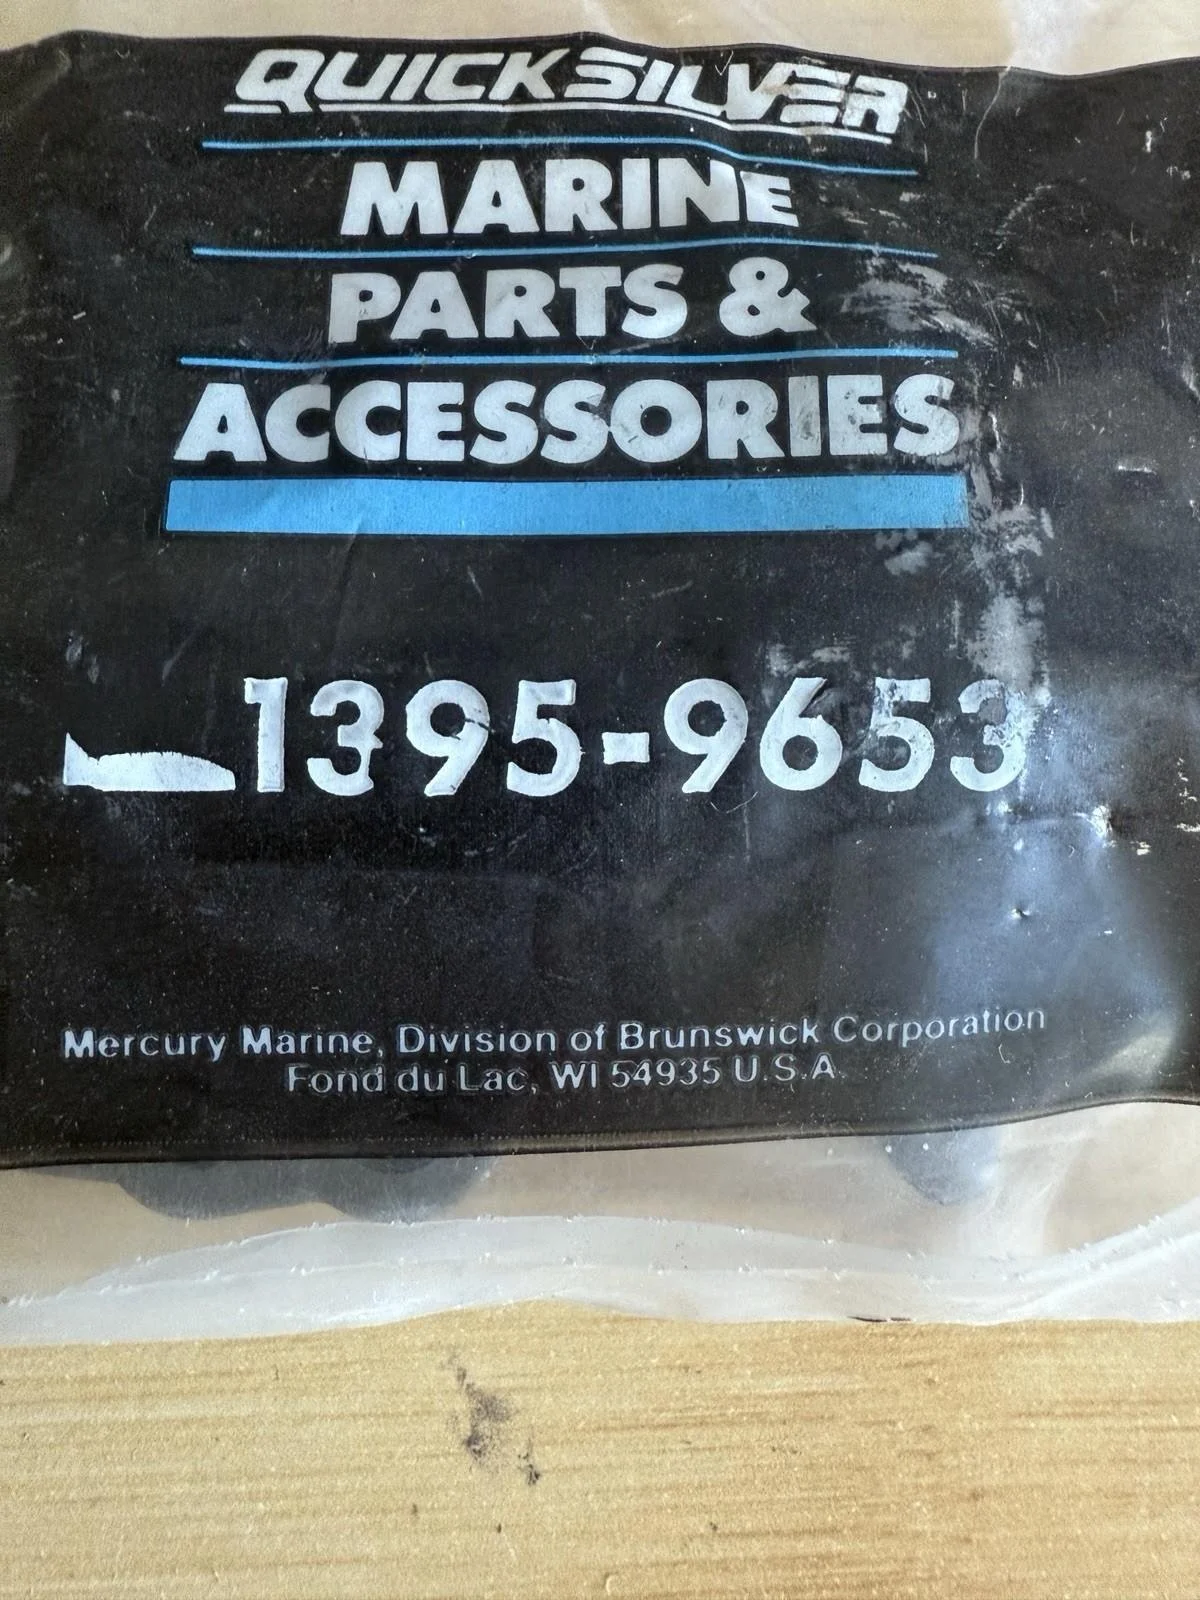 QUICKSILVER
MARINE
PARTS &
ACCESSORIES
1395-9653
Mercury Marine, Division of Brunswick Corporation
Fond du Lac, WI 54935 U.S.A.